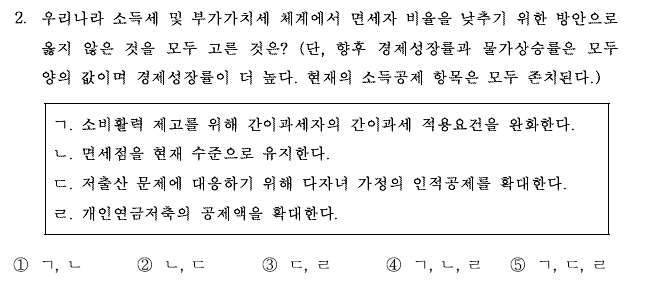 2. 우리나라 소득세 및 부가가치세 체계에서 면세자 비율을 낮추기 위한 방안으로
옳지 않은 것을 모두 고른 것은? (단, 향후 경제성장률과 물가상승률은 모두
양의 값이며 경제성장률이 더 높다. 현재의 소득공제 항목은 모두 존치된다.)
ㄱ. 소비활력 제고를 위해 간이과세자의 간이과세 적용요건을 완화한다.
ㄴ. 면세점을 현재 수준으로 유지한다.
ㄷ. 저출산 문제에 대응하기 위해 다자녀 가정의 인적공제를 확대한다.
ㄹ. 개인연금저축의 공제액을 확대한다.
① ㄱ, ㄴ ② ㄴ, ㄷ ③ ㄷ, ㄹ ④ ㄱ, ㄴ, ㄹ ⑤ ㄱ, ㄷ, ㄹ